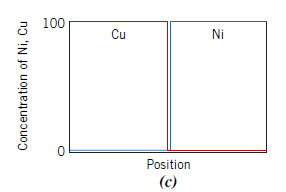 Concentration of Ni, Cu
100
Cu
Ni
0
Position
(c)